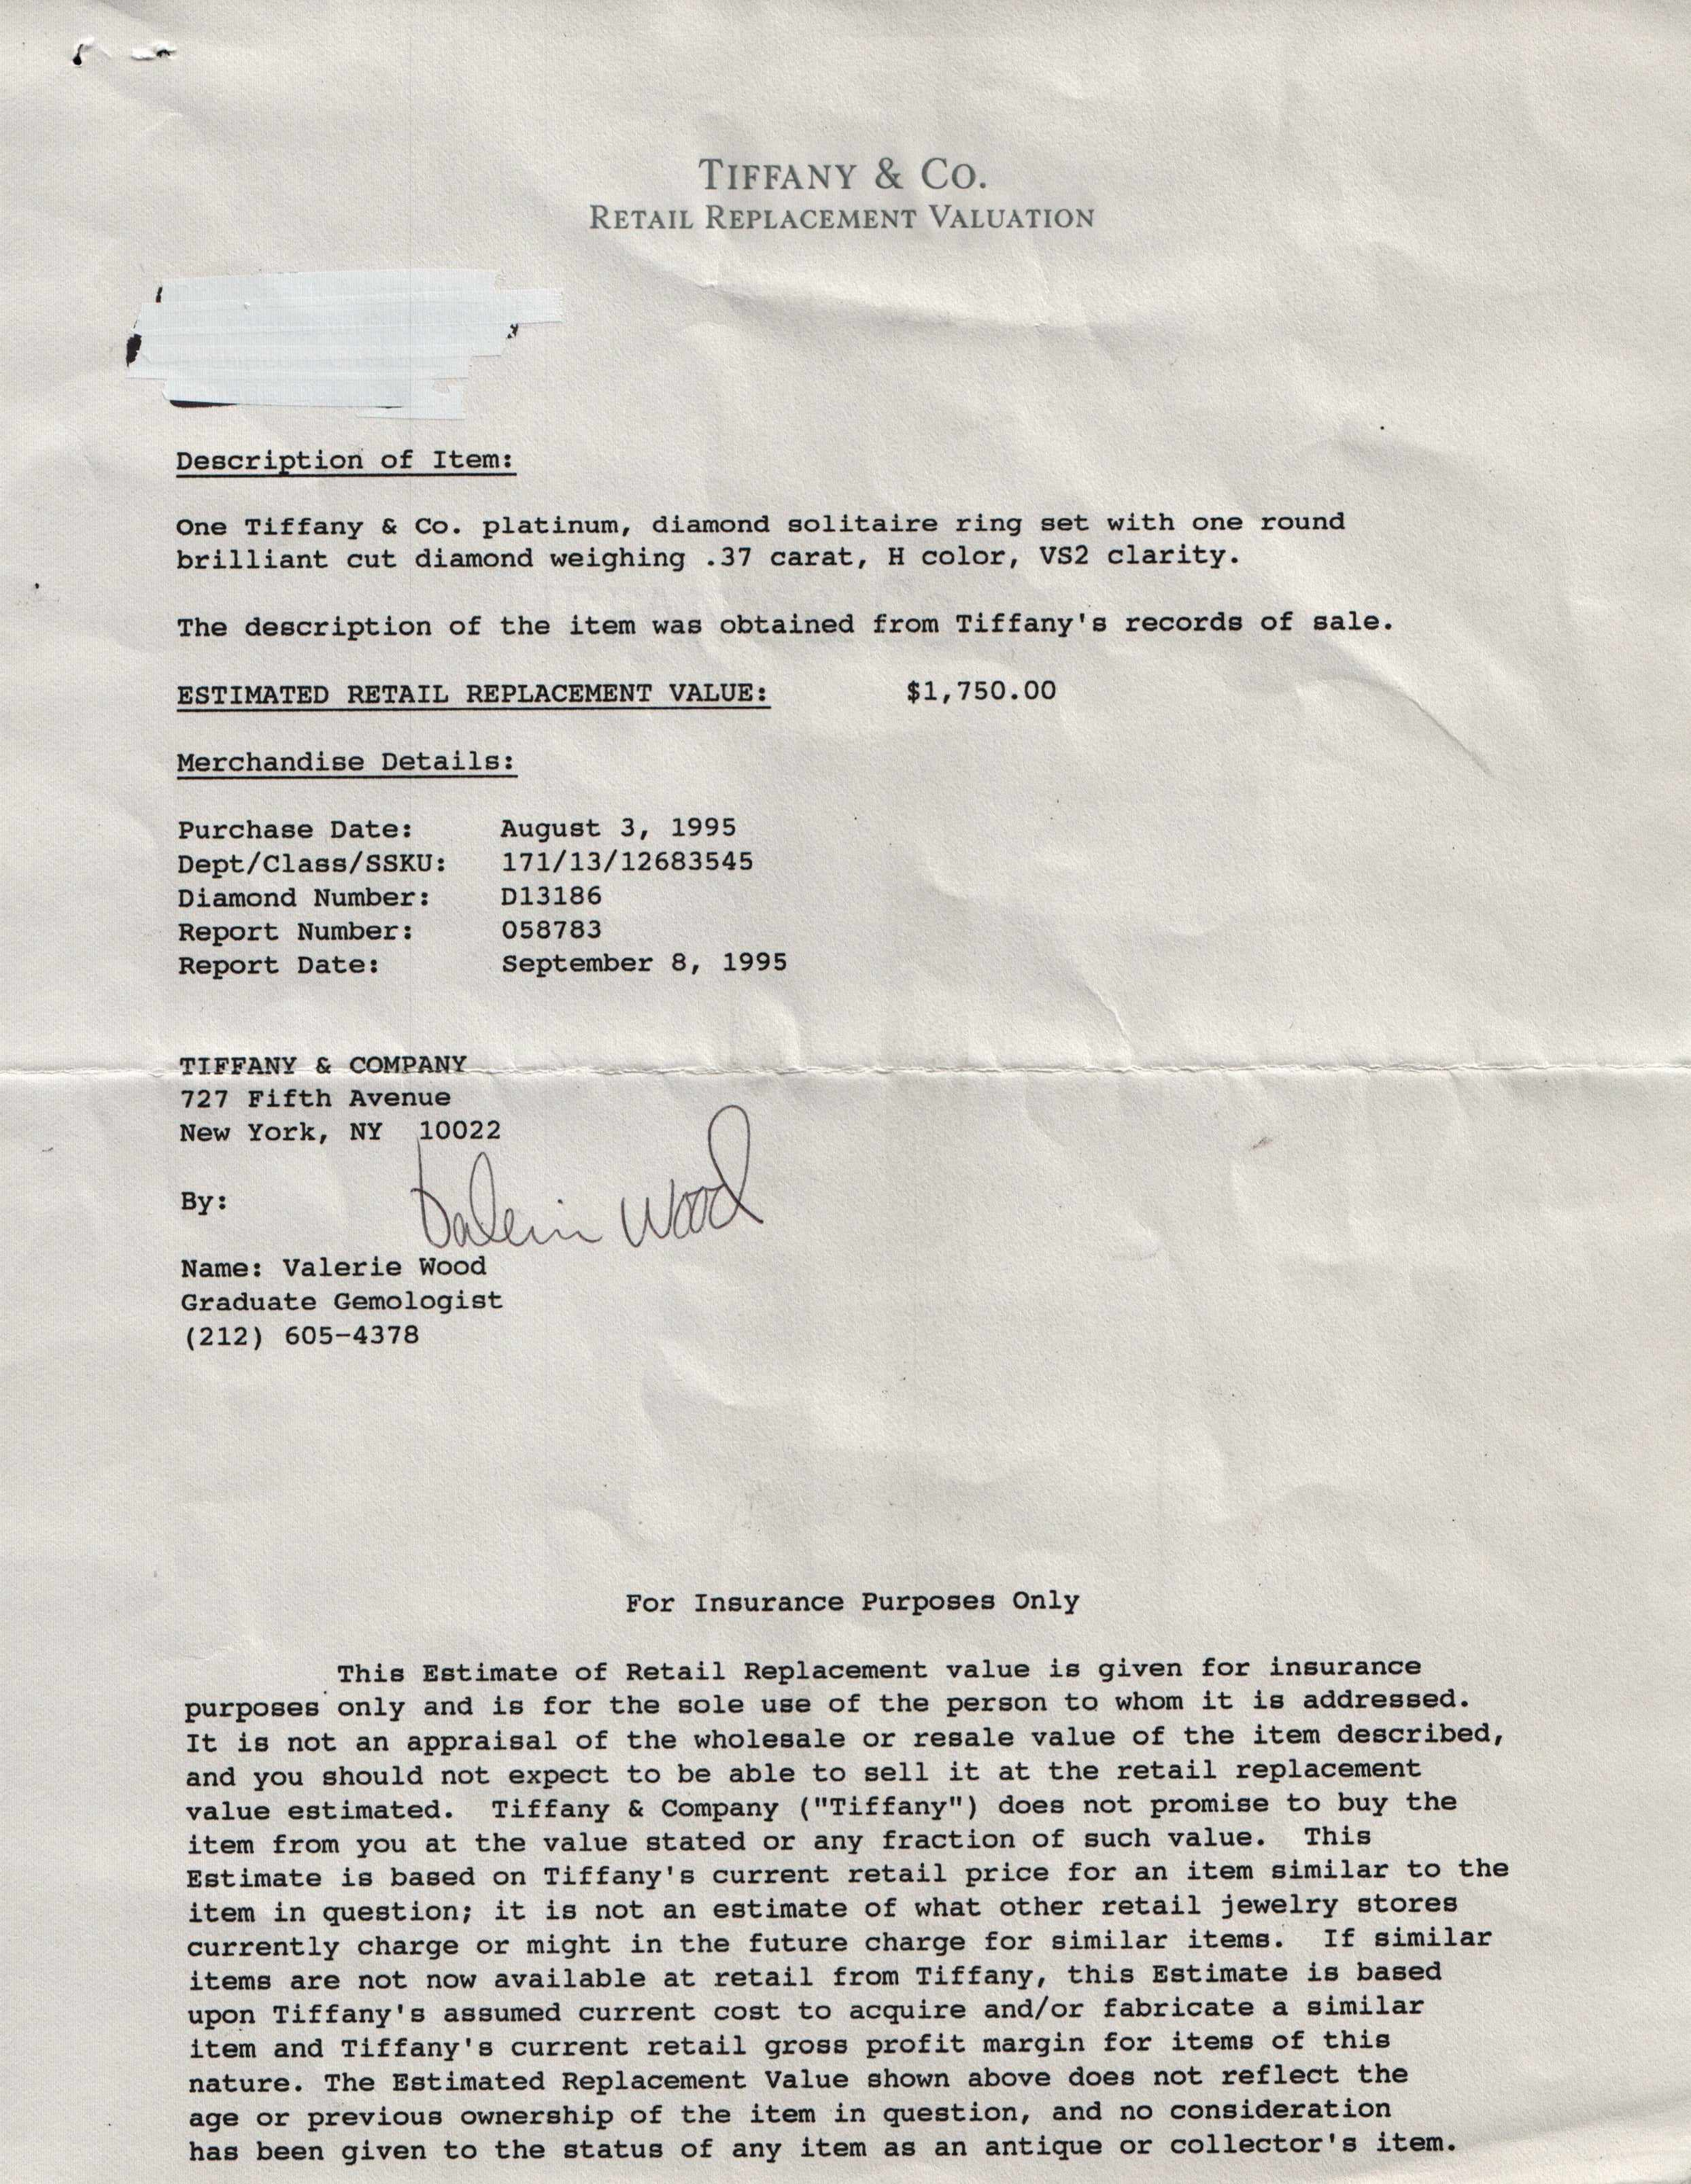 TIFFANY & CO.
RETAIL REPLACEMENT VALUATION
Description of Item:
One Tiffany & Co. platinum, diamond solitaire ring set with one round
brilliant cut diamond weighing .37 carat, H color, VS2 clarity.
The description of the item was obtained from Tiffany's records of sale.
ESTIMATED RETAIL REPLACEMENT VALUE: $1,750.00
Merchandise Details:
Purchase Date: August 3, 1995
Dept/Class/SSKU: 171/13/12683545
Diamond Number: D13186
Report Number: 058783
Report Date: September 8, 1995
TIFFANY & COMPANY
727 Fifth Avenue
New York, NY 10022
By: Valerie Wood
Name: Valerie Wood
Graduate Gemologist
(212) 605-4378
For Insurance Purposes Only
This Estimate of Retail Replacement value is given for insurance
purposes only and is for the sole use of the person to whom it is addressed.
It is not an appraisal of the wholesale or resale value of the item described,
and you should not expect to be able to sell it at the retail replacement
value estimated. Tiffany & Company ("Tiffany") does not promise to buy the
item from you at the value stated or any fraction of such value. This
Estimate is based on Tiffany's current retail price for an item similar to the
item in question; it is not an estimate of what other retail jewelry stores
currently charge or might in the future charge for similar items. If similar
items are not now available at retail from Tiffany, this Estimate is based
upon Tiffany's assumed current cost to acquire and/or fabricate a similar
item and Tiffany's current retail gross profit margin for items of this
nature. The Estimated Replacement Value shown above does not reflect the
age or previous ownership of the item in question, and no consideration
has been given to the status of any item as an antique or collector's item.